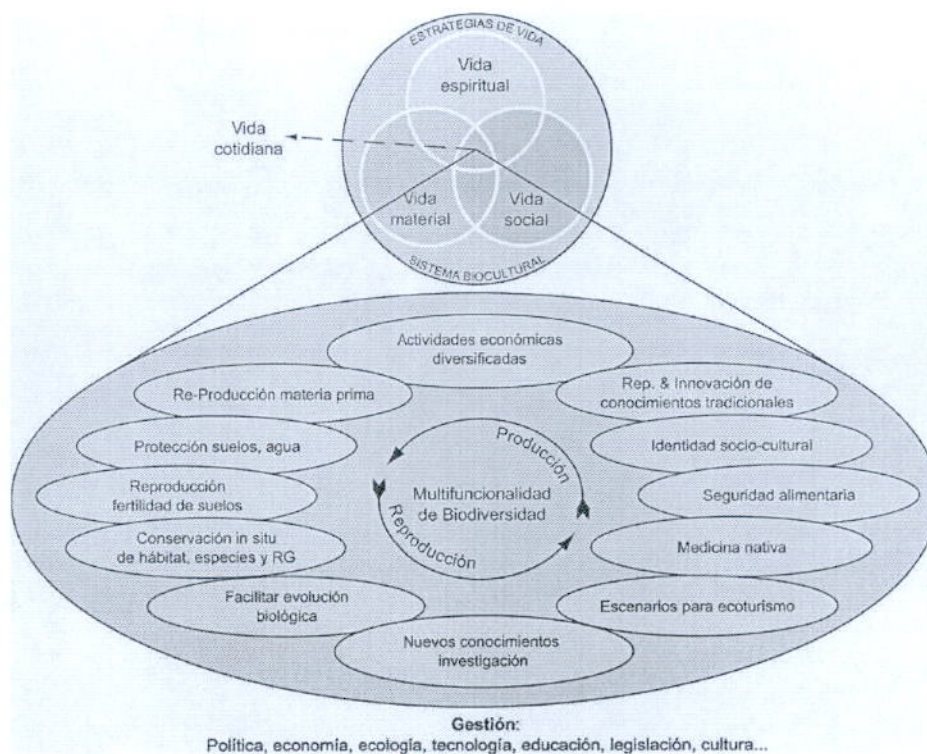 ESTRATEGIAS DE VIDA
Vida
espiritual
Vida
cotidiana
Vida
material
Vida
social
SISTEMA BIOCULTURAL
Actividades económicas
diversificadas
Re-Producción materia prima
Rep. & Innovación de
conocimientos tradicionales
Protección suelos, agua
Identidad socio-cultural
Reproducción
fertilidad de suelos
Seguridad alimentaria
Conservación in situ
de hábitat, especies y RG
Medicina nativa
Facilitar evolución
biológica
Escenarios para ecoturismo
Nuevos conocimientos
investigación
Producción
Multifuncionalidad
de Biodiversidad
Reproducción
Gestión:
Política, economía, ecología, tecnología, educación, legislación, cultura...